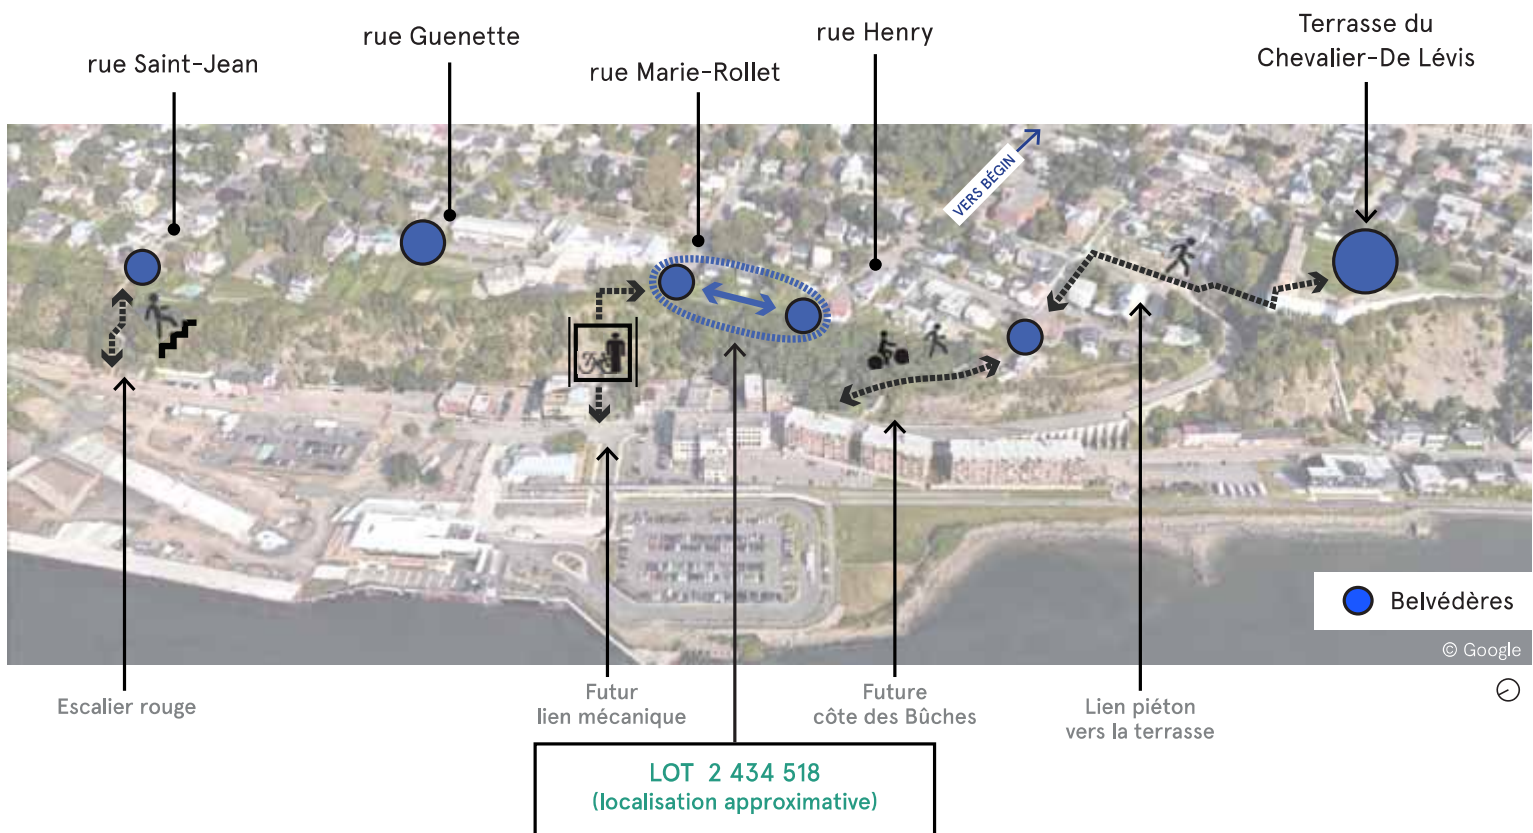 rue Saint-Jean
rue Guenette
rue Marie-Rollet
rue Henry
Terrasse du
Chevalier-De Lévis
VERS BÉGIN
Belvédères
© Google
Escalier rouge
Futur
lien mécanique
Future
côte des Bûches
Lien piéton
vers la terrasse
LOT 2 434 518
(localisation approximative)